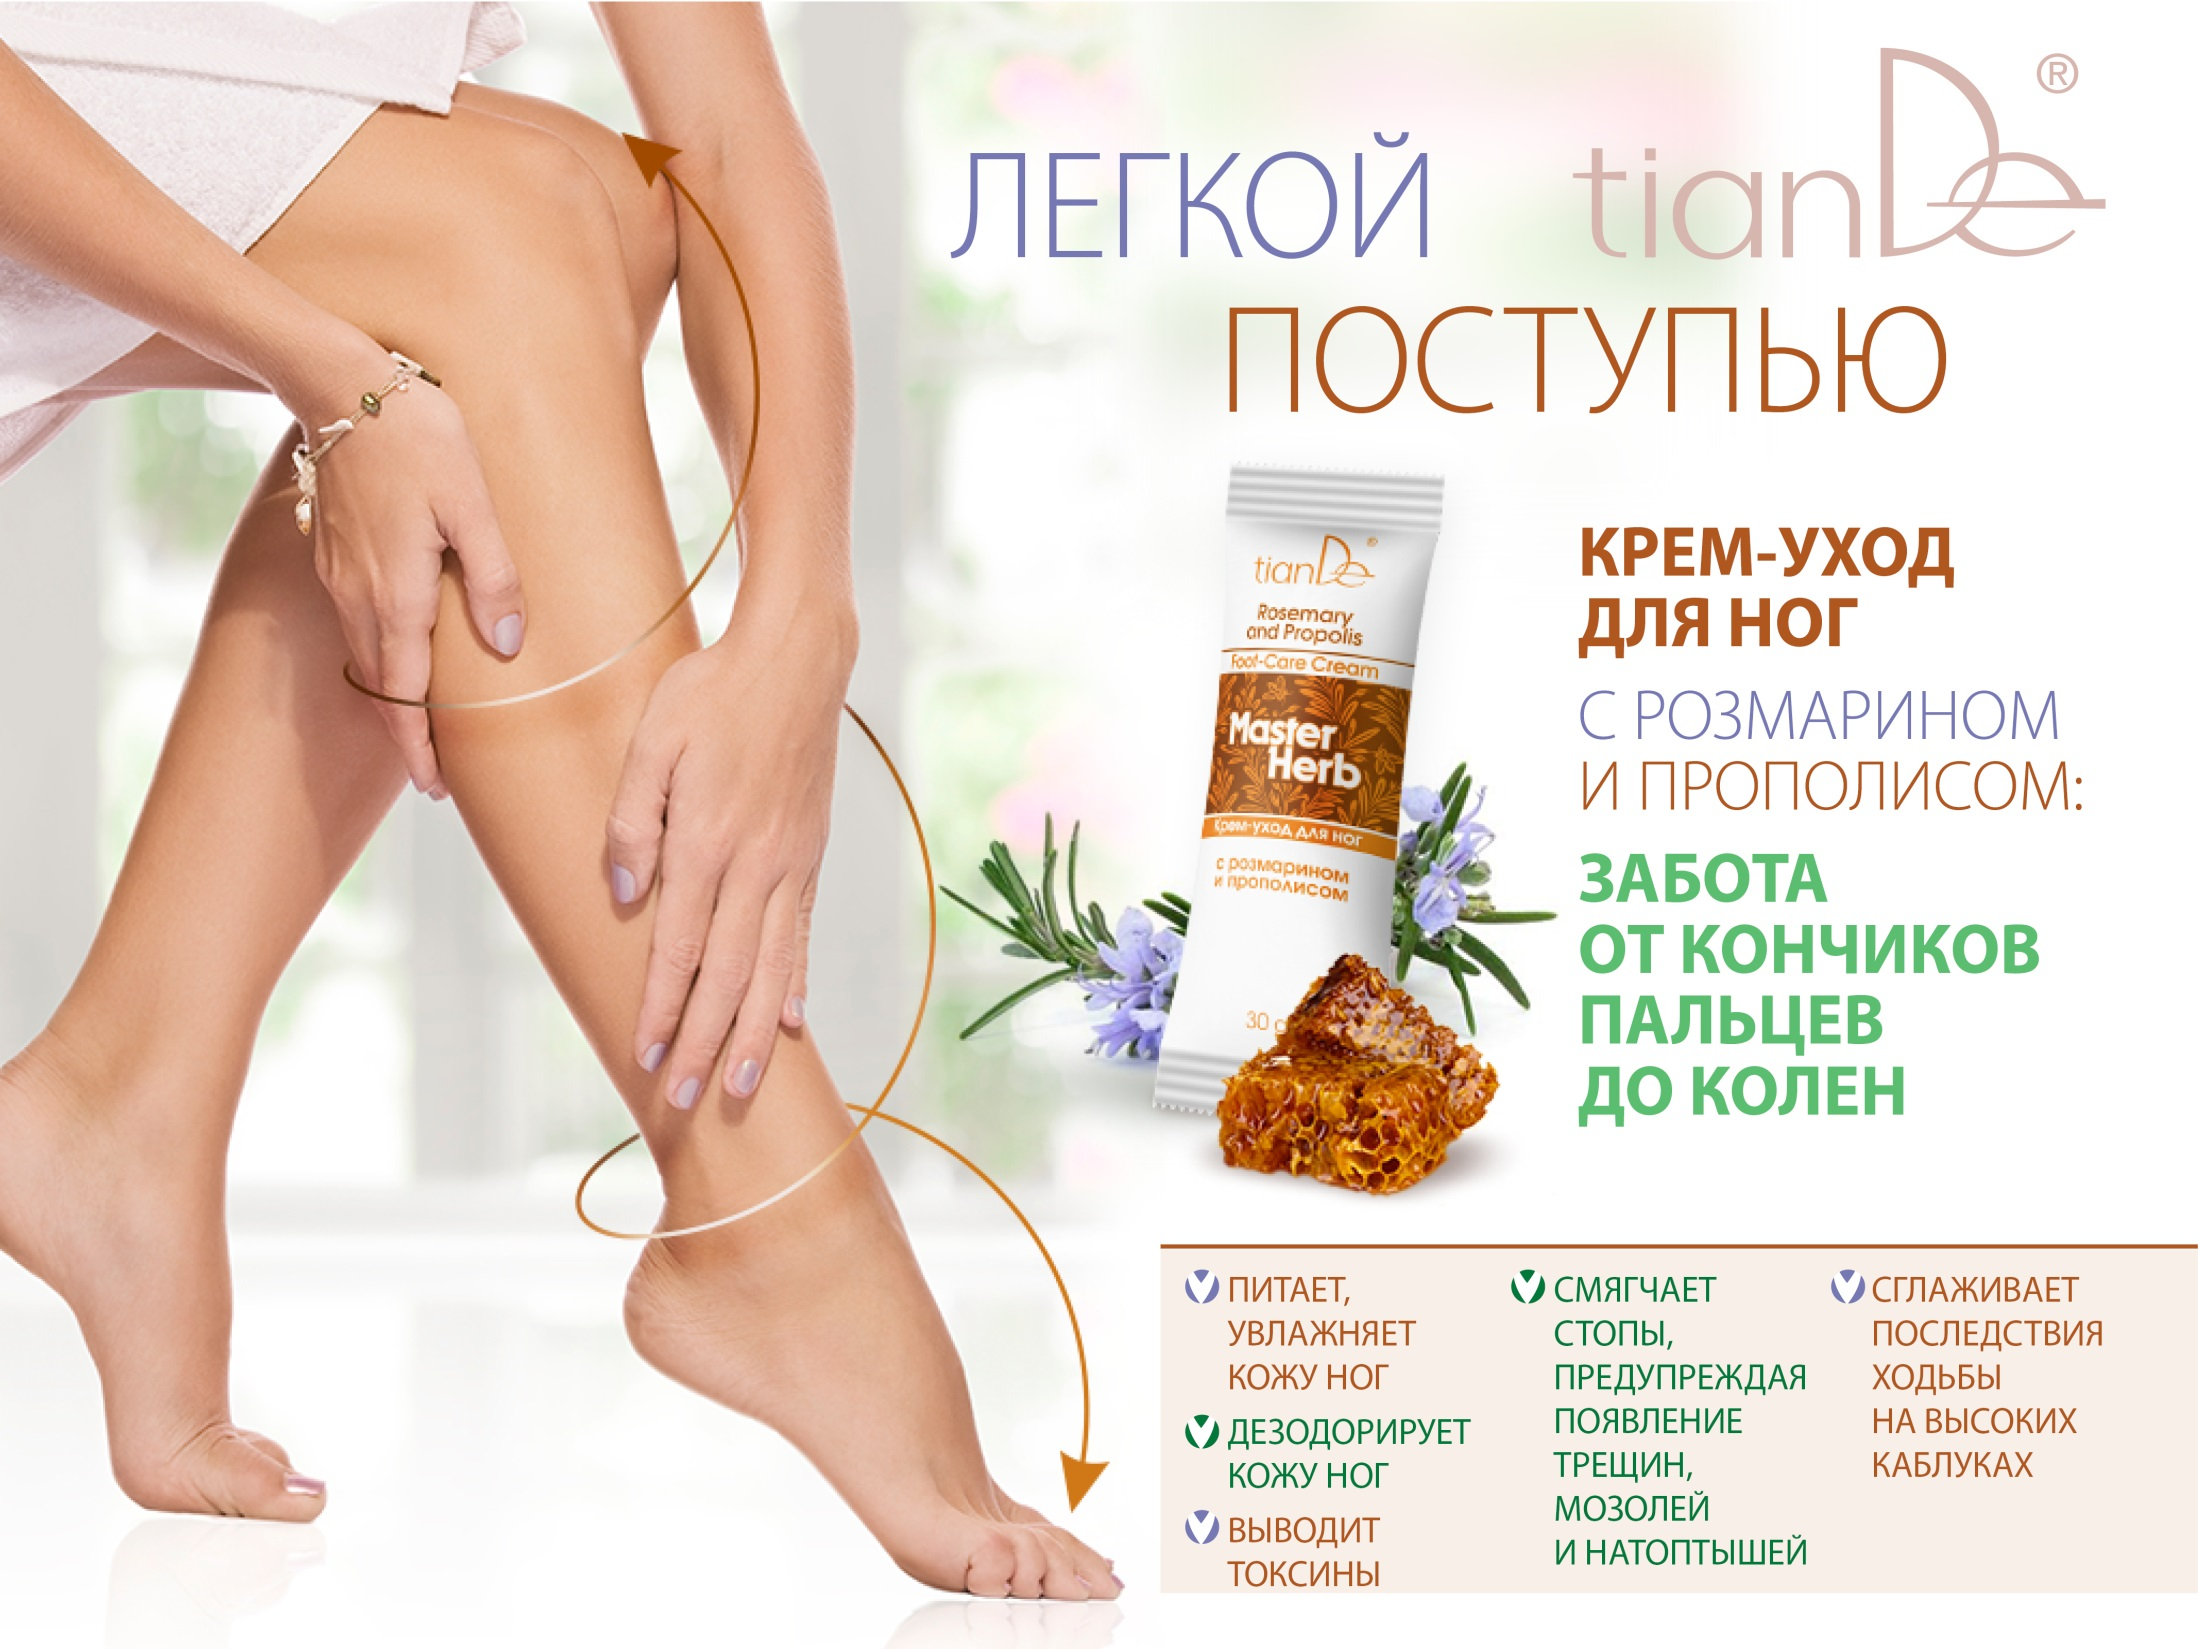 ЛЕГКОЙ
tianDe®
ПОСТУПЬЮ
tianDe®
Rosemary
and Propolis
Foot-Care Cream
Master
Herb
Крем-уход для ног
с розмарином
и прополисом
30 g
КРЕМ-УХОД
ДЛЯ НОГ
С РОЗМАРИНОМ
И ПРОПОЛИСОМ:
ЗАБОТА
ОТ КОНЧИКОВ
ПАЛЬЦЕВ
ДО КОЛЕН
ПИТАЕТ,
УВЛАЖНЯЕТ
КОЖУ НОГ
ДЕЗОДОРИРУЕТ
КОЖУ НОГ
ВЫВОДИТ
ТОКСИНЫ
СМЯГЧАЕТ
СТОПЫ,
ПРЕДУПРЕЖДАЯ
ПОЯВЛЕНИЕ
ТРЕЩИН,
МОЗОЛЕЙ
И НАТОПТЫШЕЙ
СГЛАЖИВАЕТ
ПОСЛЕДСТВИЯ
ХОДЬБЫ
НА ВЫСОКИХ
КАБЛУКАХ